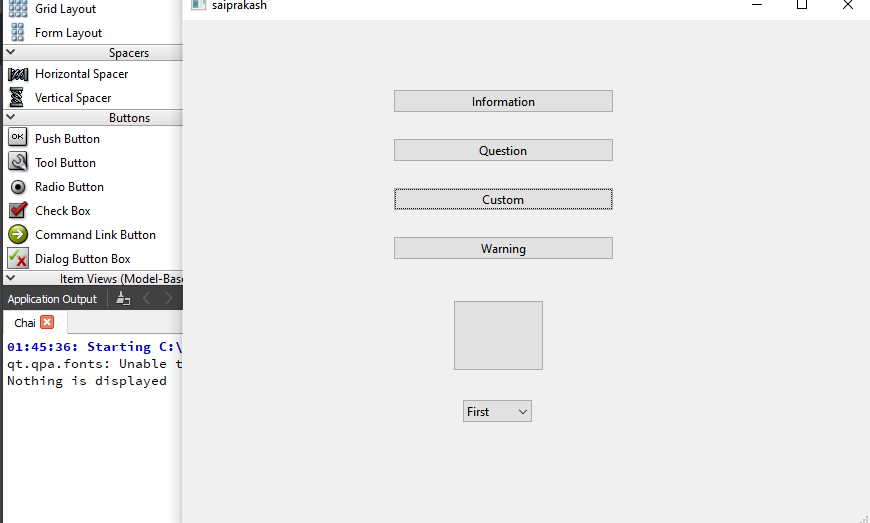 Grid Layout
Form Layout
Spacers
Horizontal Spacer
Vertical Spacer
Buttons
Push Button
OK
Tool Button
Radio Button
Check Box
Command Link Button
Dialog Button Box
Item Views (Model-Bas
Application Output
Chai
01:45:36: Starting C:\
qt.qpa.fonts: Unable t
Nothing is displayed
saiprakash
Information
Question
Custom
Warning
First